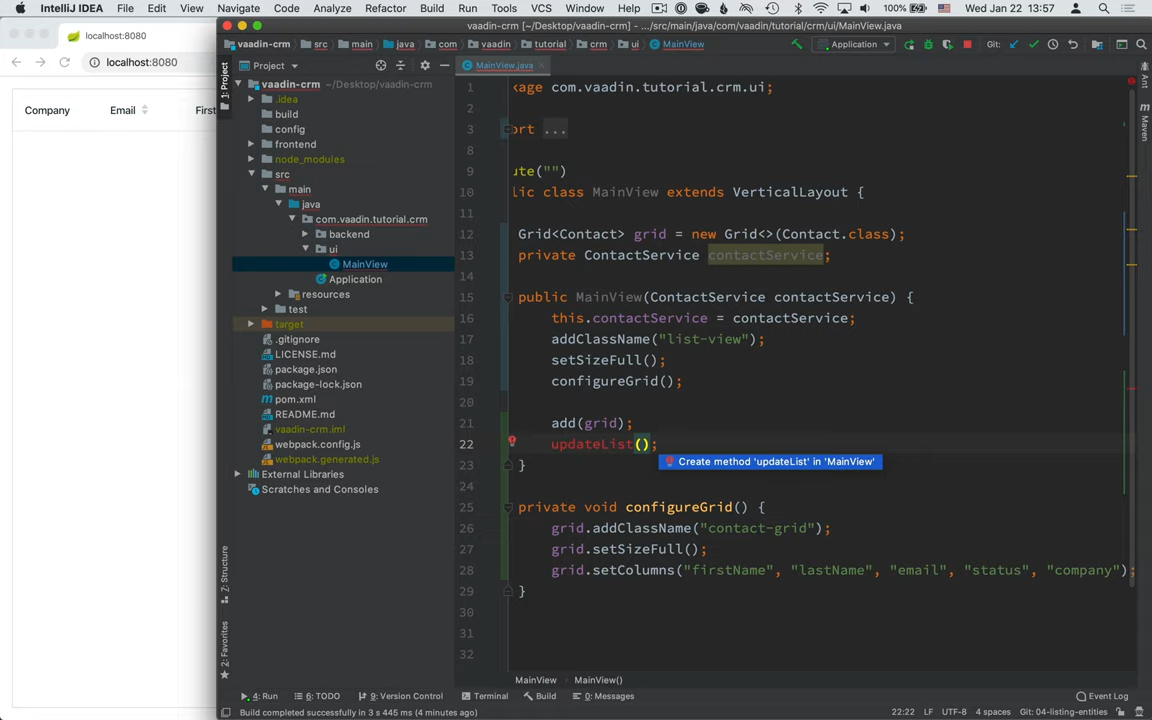 IntelliJ IDEA File Edit View Navigate Code Analyze Refactor Build Run Tools VCS Window Help 100% Wed Jan 22 13:57
localhost:8080
localhost:8080
Company Email First
vaadin-crm [~/Desktop/vaadin-crm] - .../src/main/java/com/vaadin/tutorial/crm/ui/MainView.java
vaadin-crm src main java com vaadin tutorial crm ui MainView Application Git:
1: Project
Project
MainView.java
vaadin-crm ~/Desktop/vaadin-crm
.idea
build
config
frontend
node_modules
src
main
java
com.vaadin.tutorial.crm
backend
ui
MainView
Application
resources
test
target
.gitignore
LICENSE.md
package.json
package-lock.json
pom.xml
README.md
vaadin-crm.iml
webpack.config.js
webpack.generated.js
External Libraries
Scratches and Consoles
1 kage com.vaadin.tutorial.crm.ui;
2
3 ort ...
8
9 ute("")
10 lic class MainView extends VerticalLayout {
11
12 Grid<Contact> grid = new Grid<>(Contact.class);
13 private ContactService contactService;
14
15 public MainView(ContactService contactService) {
16 this.contactService = contactService;
17 addClassName("list-view");
18 setSizeFull();
19 configureGrid();
20
21 add(grid);
22 updateList();
Create method 'updateList' in 'MainView'
23 }
24
25 private void configureGrid() {
26 grid.addClassName("contact-grid");
27 grid.setSizeFull();
28 grid.setColumns("firstName", "lastName", "email", "status", "company");
29 }
30
31
32
MainView MainView()
Ant
m Maven
7: Structure
2: Favorites
4: Run 6: TODO 9: Version Control Terminal Build 0: Messages Event Log
Build completed successfully in 3 s 445 ms (4 minutes ago) 22:22 LF UTF-8 4 spaces Git: 04-listing-entities